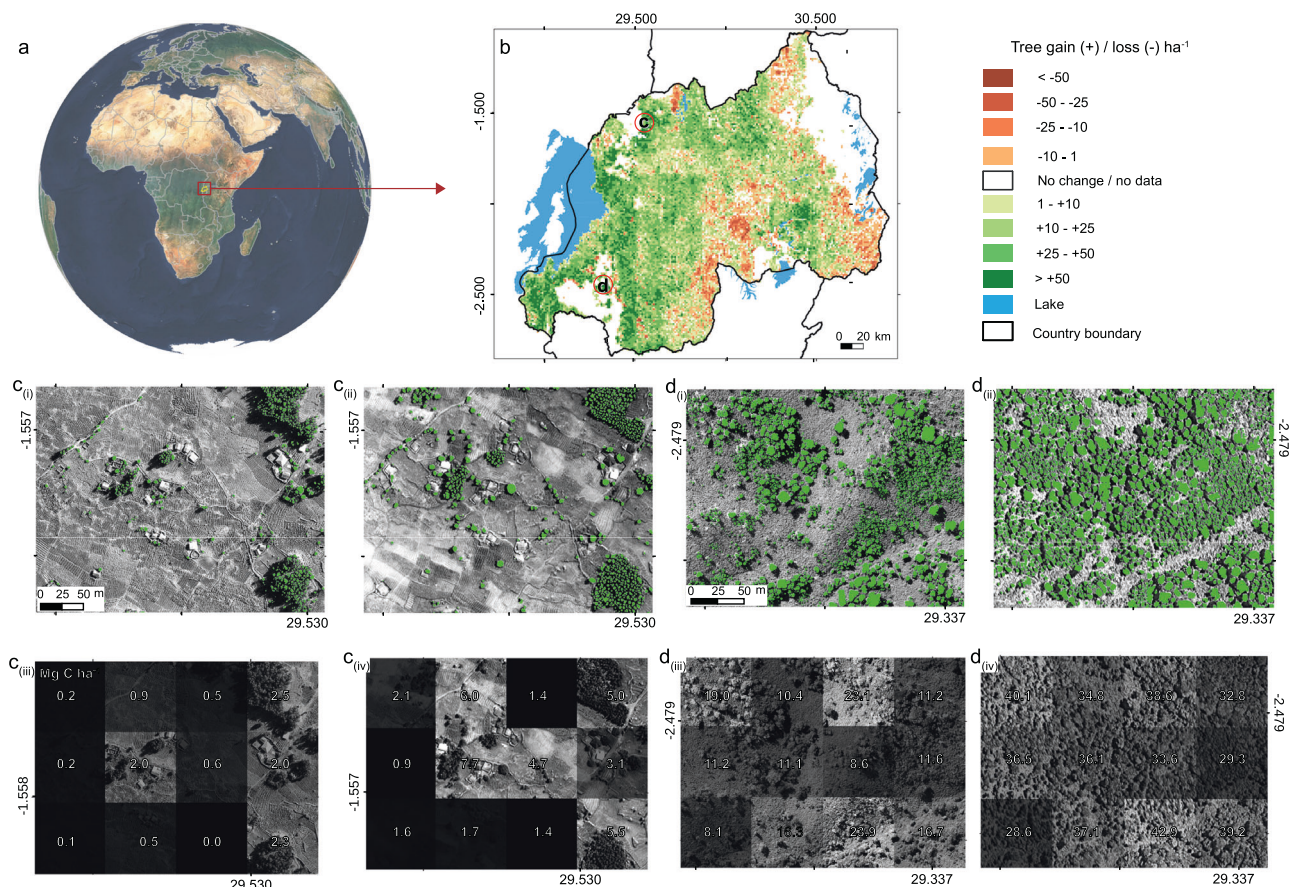 a
b
29.500
30.500
-1.500
-2.500
c
d
0 20 km
Tree gain (+) / loss (-) ha⁻¹
< -50
-50 - -25
-25 - -10
-10 - 1
No change / no data
1 - +10
+10 - +25
+25 - +50
> +50
Lake
Country boundary
c(i)
-1.557
0 25 50 m
29.530
c(ii)
-1.557
29.530
d(i)
-2.479
0 25 50 m
29.337
d(ii)
-2.479
29.337
c(iii)
Mg C ha⁻
0.2 0.9 0.5 2.5
0.2 2.0 0.6 2.0
0.1 0.5 0.0 2.3
-1.558
29.530
c(iv)
2.1 6.0 1.4 5.0
0.9 7.7 4.7 3.1
1.6 1.7 1.4 5.5
-1.557
29.530
d(iii)
19.0 10.4 23.1 11.2
11.2 11.1 8.6 11.6
8.1 18.3 23.9 16.7
-2.479
29.337
d(iv)
40.1 34.8 38.6 32.8
36.5 36.1 33.6 29.3
28.6 37.1 42.9 39.2
-2.479
29.337